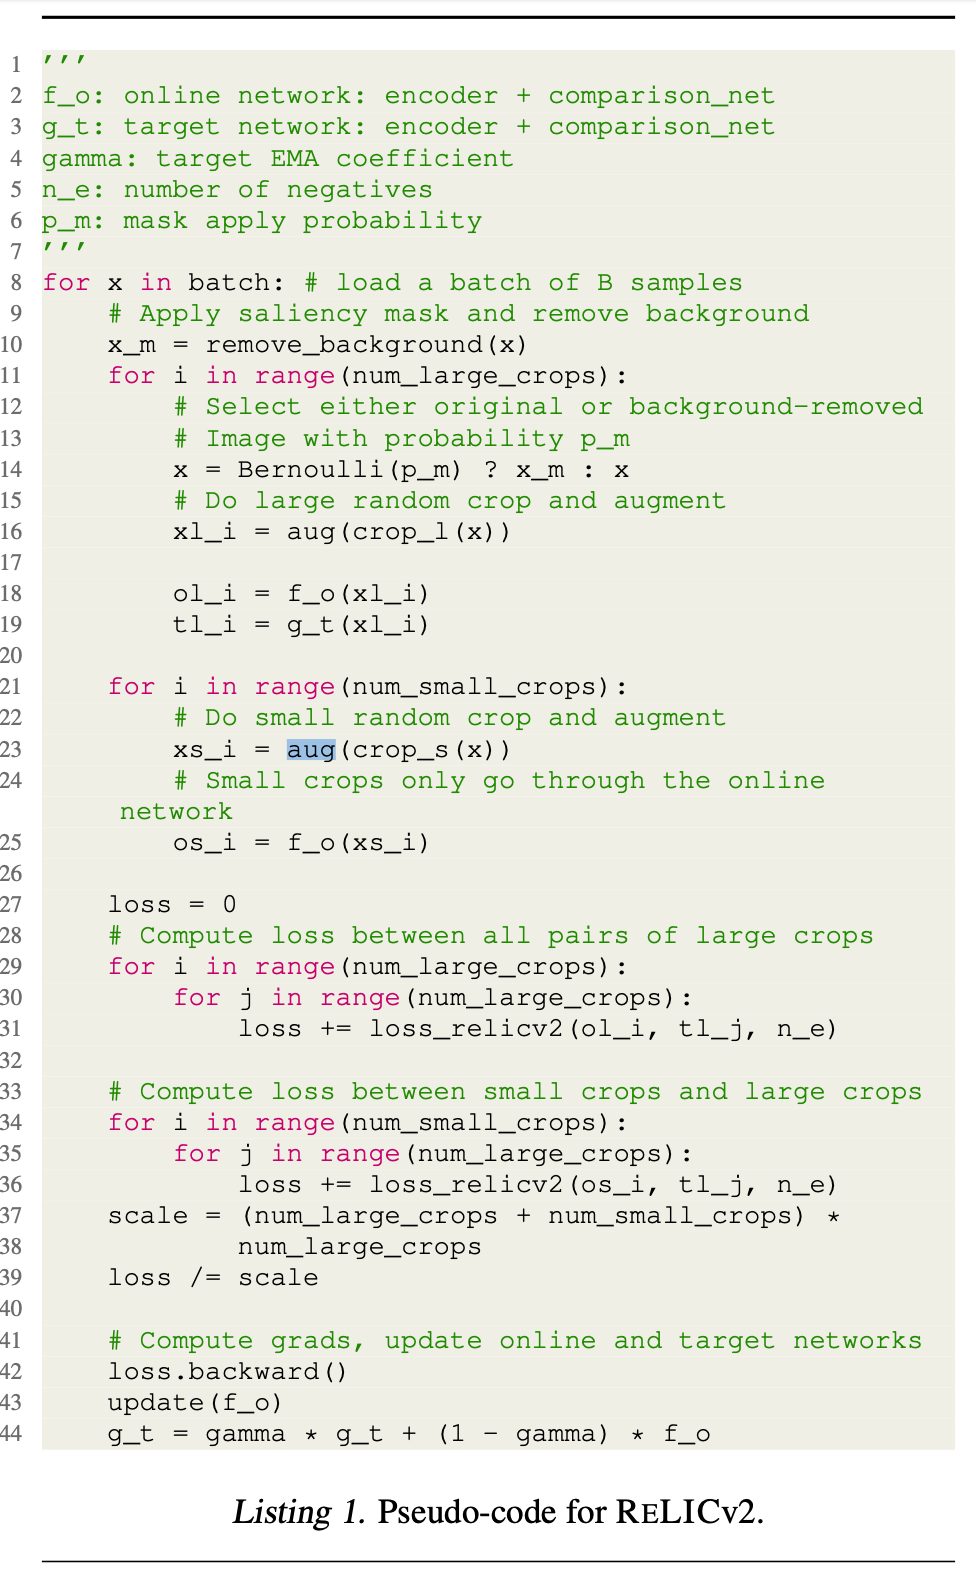 1 '''
2 f_o: online network: encoder + comparison_net
3 g_t: target network: encoder + comparison_net
4 gamma: target EMA coefficient
5 n_e: number of negatives
6 p_m: mask apply probability
7 '''
8 for x in batch: # load a batch of B samples
9 # Apply saliency mask and remove background
10 x_m = remove_background(x)
11 for i in range(num_large_crops):
12 # Select either original or background-removed
13 # Image with probability p_m
14 x = Bernoulli(p_m) ? x_m : x
15 # Do large random crop and augment
16 xl_i = aug(crop_l(x))
17
18 ol_i = f_o(xl_i)
19 tl_i = g_t(xl_i)
20
21 for i in range(num_small_crops):
22 # Do small random crop and augment
23 xs_i = aug(crop_s(x))
24 # Small crops only go through the online
network
25 os_i = f_o(xs_i)
26
27 loss = 0
28 # Compute loss between all pairs of large crops
29 for i in range(num_large_crops):
30 for j in range(num_large_crops):
31 loss += loss_relicv2(ol_i, tl_j, n_e)
32
33 # Compute loss between small crops and large crops
34 for i in range(num_small_crops):
35 for j in range(num_large_crops):
36 loss += loss_relicv2(os_i, tl_j, n_e)
37 scale = (num_large_crops + num_small_crops) *
38 num_large_crops
39 loss /= scale
40
41 # Compute grads, update online and target networks
42 loss.backward()
43 update(f_o)
44 g_t = gamma * g_t + (1 - gamma) * f_o
Listing 1. Pseudo-code for RELICv2.